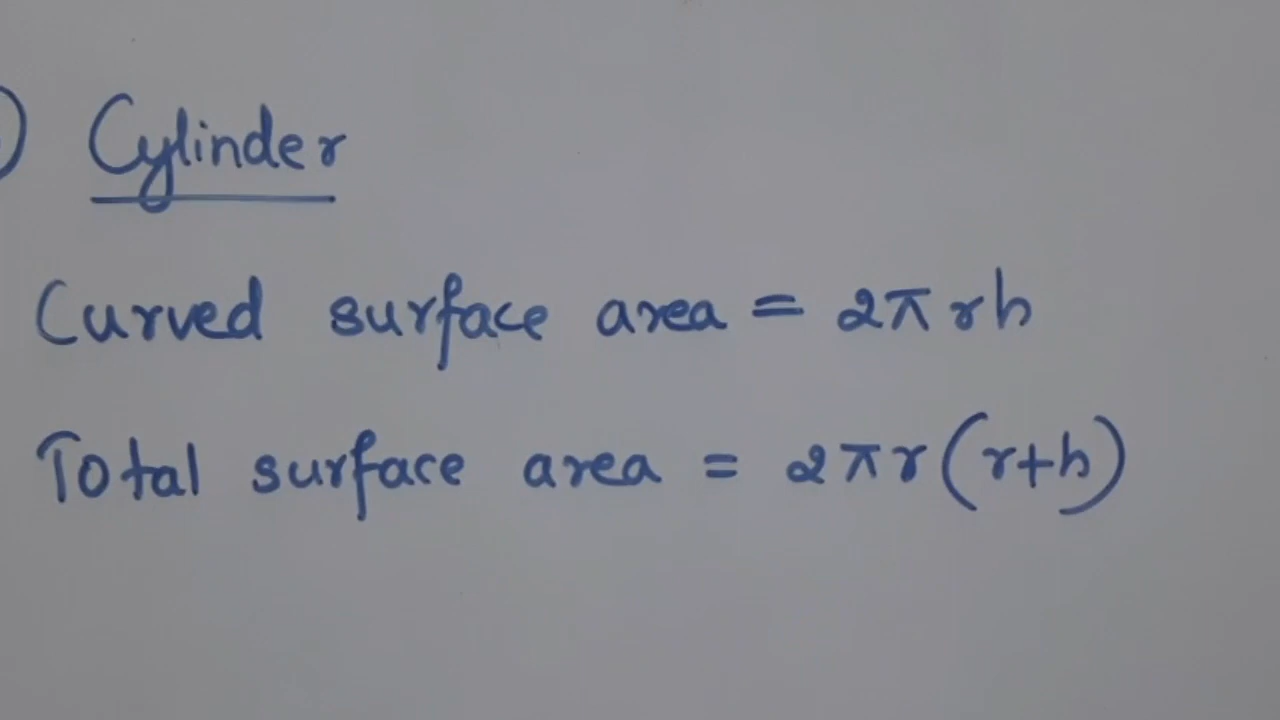 ) Cylinder
Curved surface area = 2πrh
Total surface area = 2πr(r+h)